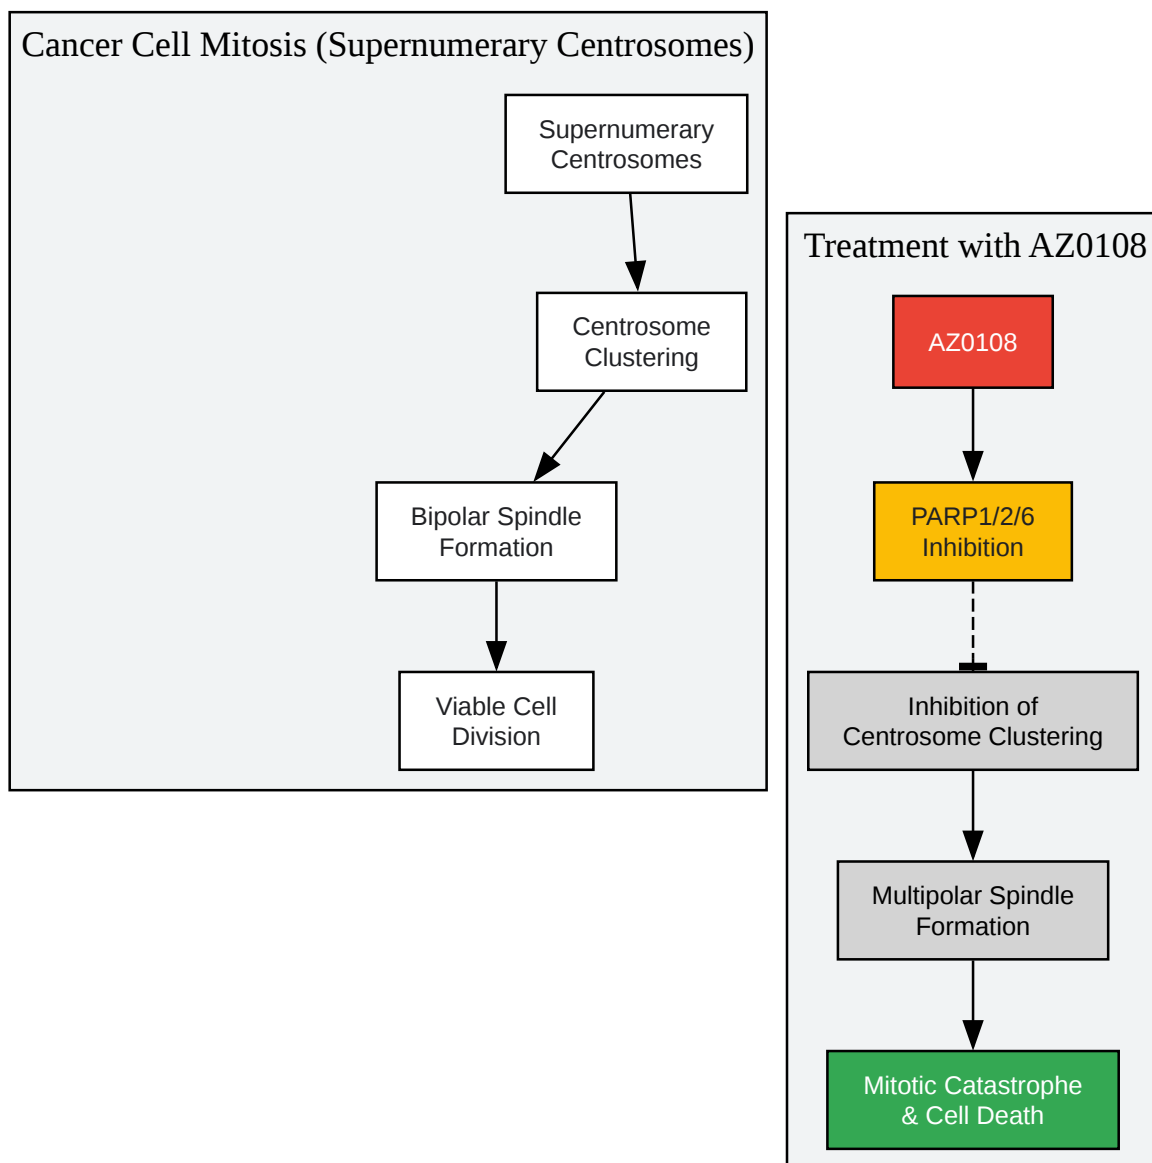 Cancer Cell Mitosis (Supernumerary Centrosomes)
Supernumerary
Centrosomes
Centrosome
Clustering
Bipolar Spindle
Formation
Viable Cell
Division
Treatment with AZ0108
AZ0108
PARP1/2/6
Inhibition
Inhibition of
Centrosome Clustering
Multipolar Spindle
Formation
Mitotic Catastrophe
& Cell Death